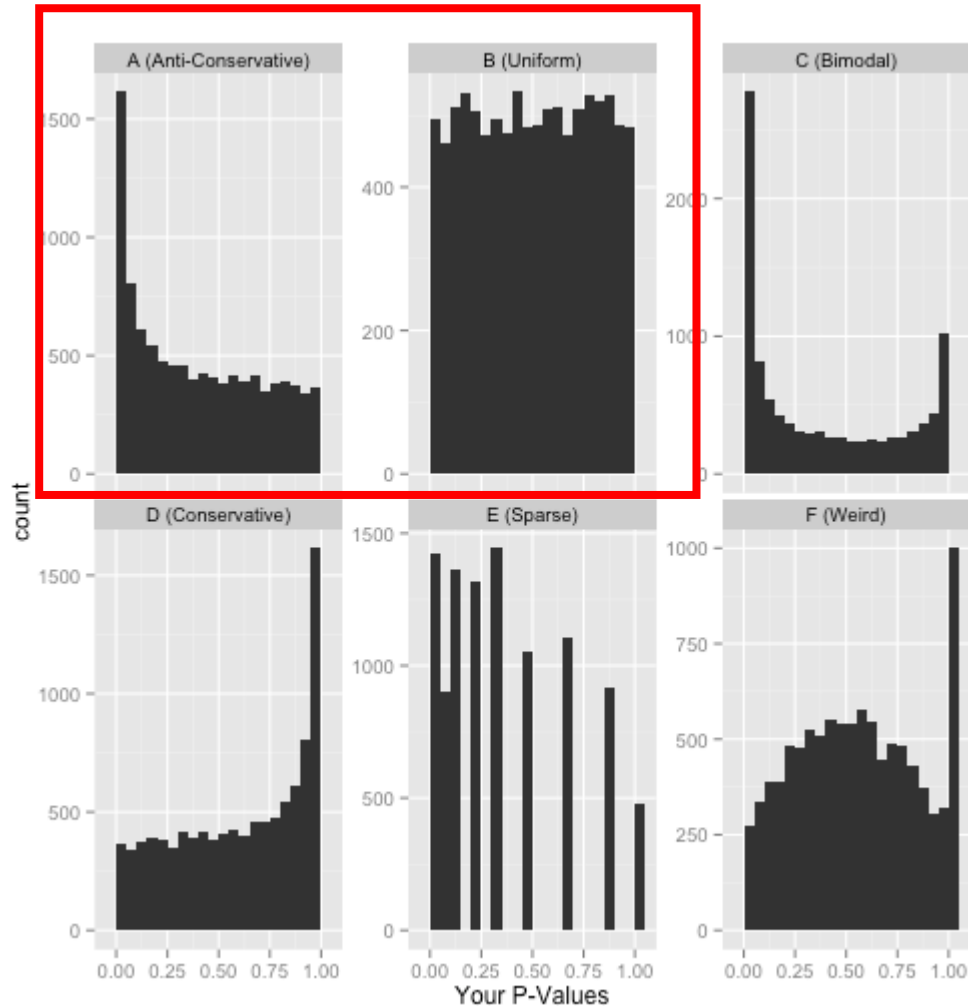 A (Anti-Conservative)
B (Uniform)
C (Bimodal)
1500
1000
500
0
400
200
0
2000
1000
0
count
D (Conservative)
E (Sparse)
F (Weird)
1500
1000
500
0
1500
1000
500
0
1000
750
500
250
0
0.00 0.25 0.50 0.75 1.00
0.00 0.25 0.50 0.75 1.00
0.00 0.25 0.50 0.75 1.00
Your P-Values